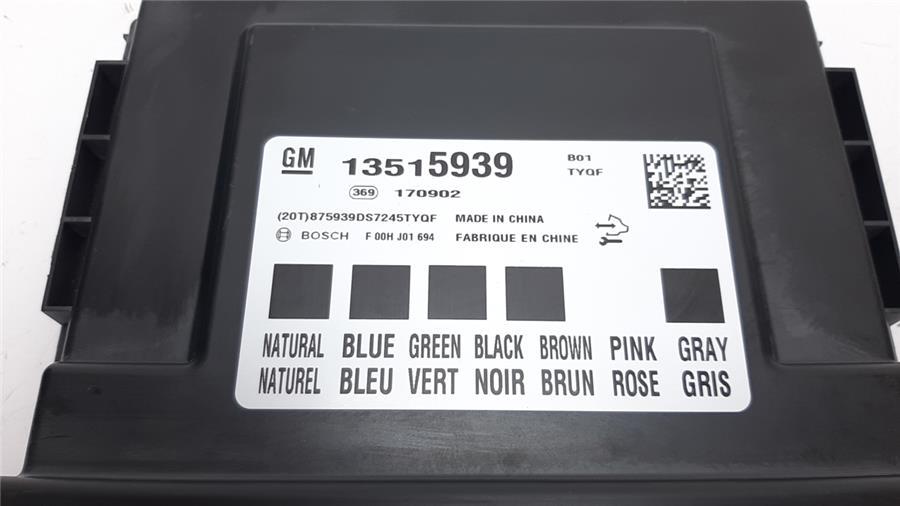 GM 13515939 B01
TYQF
369 170902
(20T)875939DS7245TYQF MADE IN CHINA
BOSCH F 00H J01 694 FABRIQUE EN CHINE
NATURAL BLUE GREEN BLACK BROWN PINK GRAY
NATUREL BLEU VERT NOIR BRUN ROSE GRIS